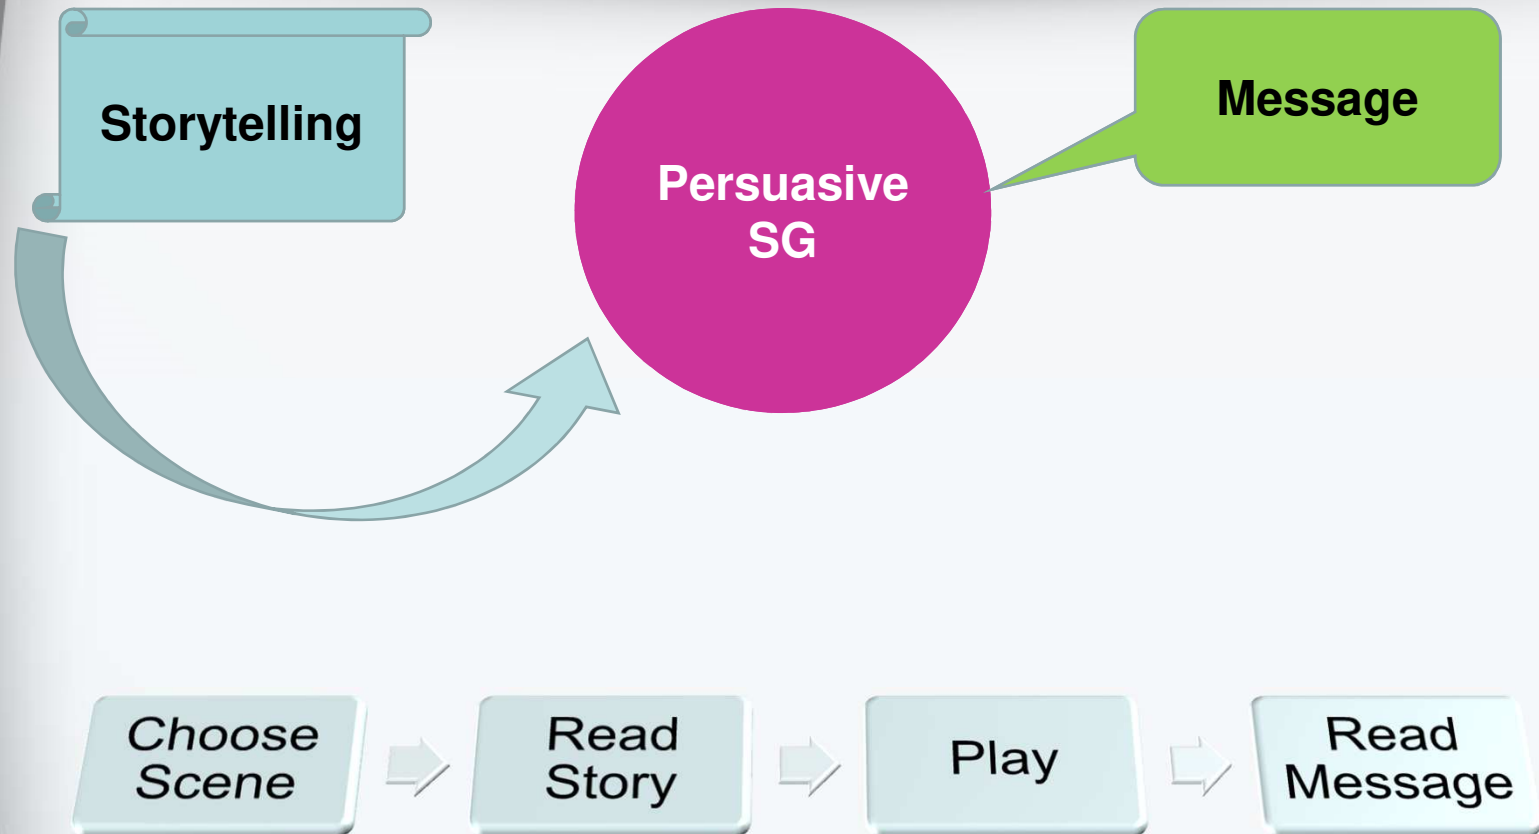 Storytelling
Persuasive
SG
Message
Choose
Scene
Read
Story
Play
Read
Message